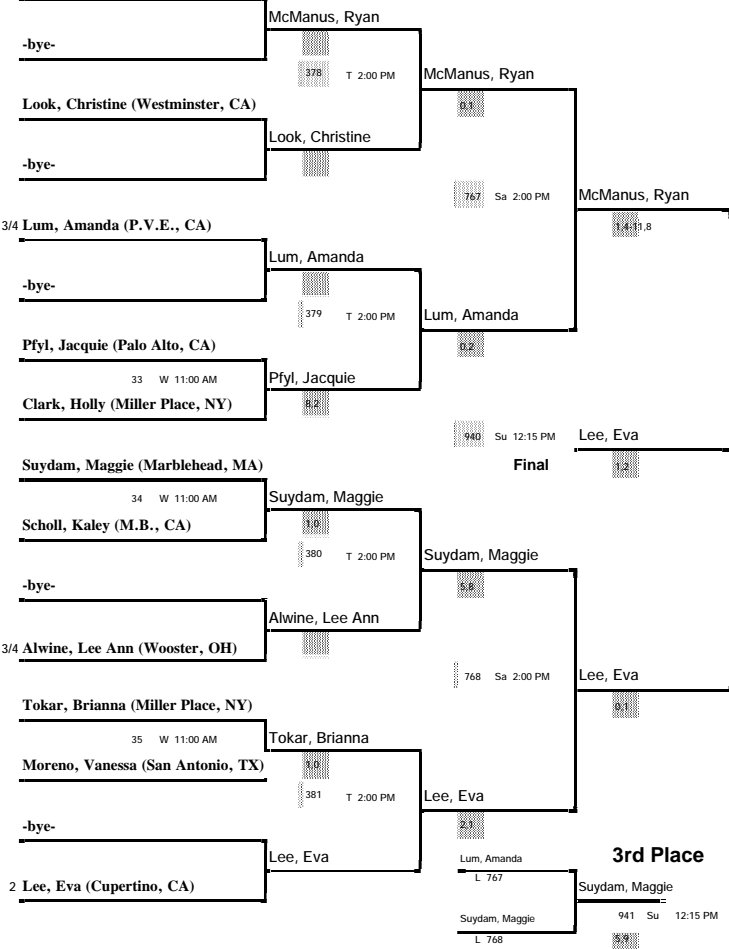 McManus, Ryan
-bye-
378 T 2:00 PM
McManus, Ryan
Look, Christine (Westminster, CA)
0,1
Look, Christine
-bye-
767 Sa 2:00 PM
McManus, Ryan
3/4 Lum, Amanda (P.V.E., CA)
1,4-11,8
Lum, Amanda
-bye-
379 T 2:00 PM
Lum, Amanda
Pfyl, Jacquie (Palo Alto, CA)
0,2
33 W 11:00 AM
Pfyl, Jacquie
Clark, Holly (Miller Place, NY)
8,2
940 Su 12:15 PM
Lee, Eva
Final
1,2
Suydam, Maggie (Marblehead, MA)
34 W 11:00 AM
Suydam, Maggie
Scholl, Kaley (M.B., CA)
1,0
380 T 2:00 PM
Suydam, Maggie
-bye-
5,8
Alwine, Lee Ann
3/4 Alwine, Lee Ann (Wooster, OH)
768 Sa 2:00 PM
Lee, Eva
Tokar, Brianna (Miller Place, NY)
0,1
35 W 11:00 AM
Tokar, Brianna
Moreno, Vanessa (San Antonio, TX)
1,0
381 T 2:00 PM
Lee, Eva
-bye-
2,1
Lee, Eva
Lum, Amanda
3rd Place
L 767
2 Lee, Eva (Cupertino, CA)
Suydam, Maggie
Suydam, Maggie
941 Su 12:15 PM
L 768
5,9